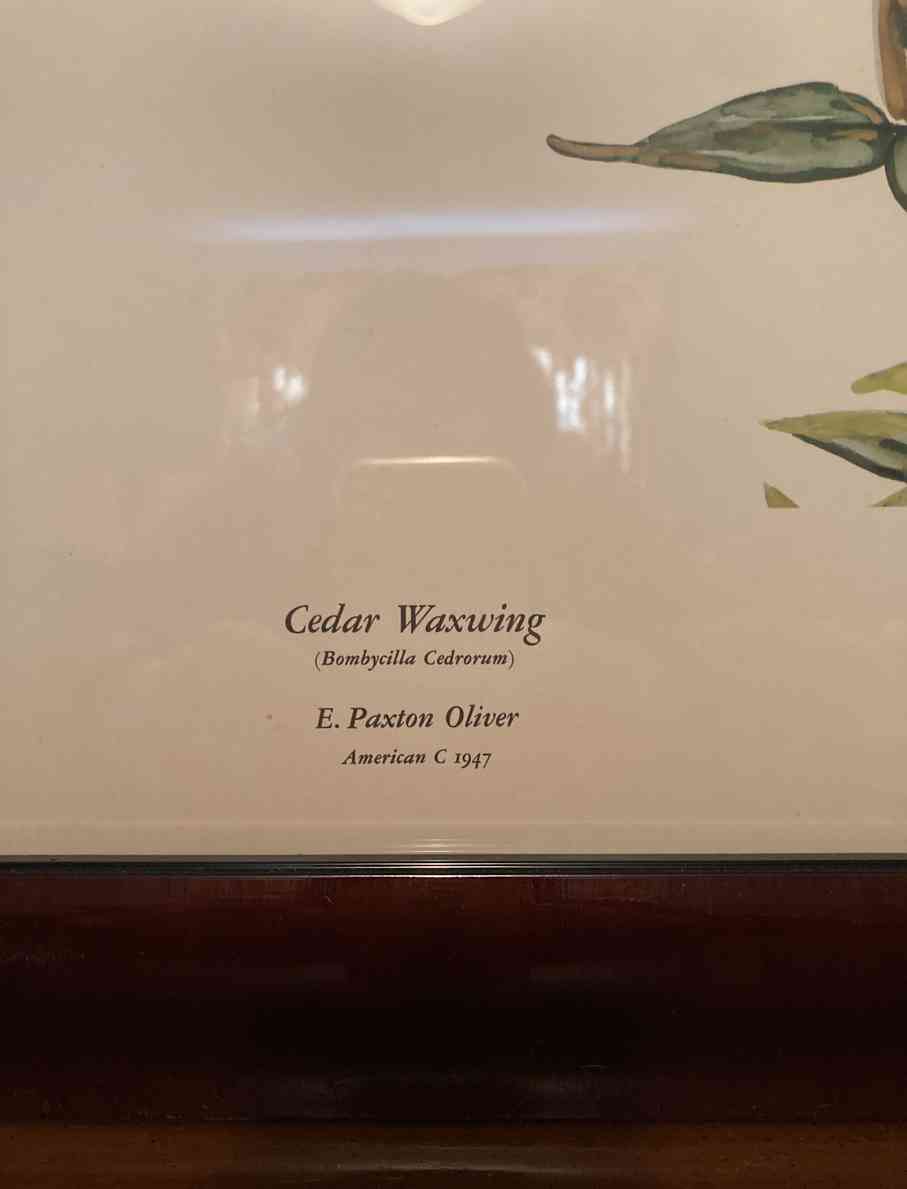 Cedar Waxwing
(Bombycilla Cedrorum)
E. Paxton Oliver
American C 1947